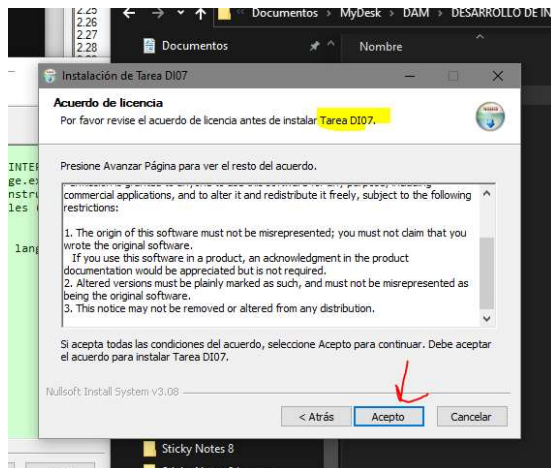 2.25
2.26
2.27
2.28
Documentos › MyDesk › DAM › DESARROLLO DE IN
Documentos
Nombre
Instalación de Tarea DI07
Acuerdo de licencia
Por favor revise el acuerdo de licencia antes de instalar Tarea DI07.
Presione Avanzar Página para ver el resto del acuerdo.
commercial applications, and to alter it and redistribute it freely, subject to the following
restrictions:
1. The origin of this software must not be misrepresented; you must not claim that you
wrote the original software.
If you use this software in a product, an acknowledgment in the product
documentation would be appreciated but is not required.
2. Altered versions must be plainly marked as such, and must not be misrepresented as
being the original software.
3. This notice may not be removed or altered from any distribution.
Si acepta todas las condiciones del acuerdo, seleccione Acepto para continuar. Debe aceptar
el acuerdo para instalar Tarea DI07.
Nullsoft Install System v3.08
< Atrás
Acepto
Cancelar
INTER
ge.ex
nstru
les
lang
Sticky Notes 8